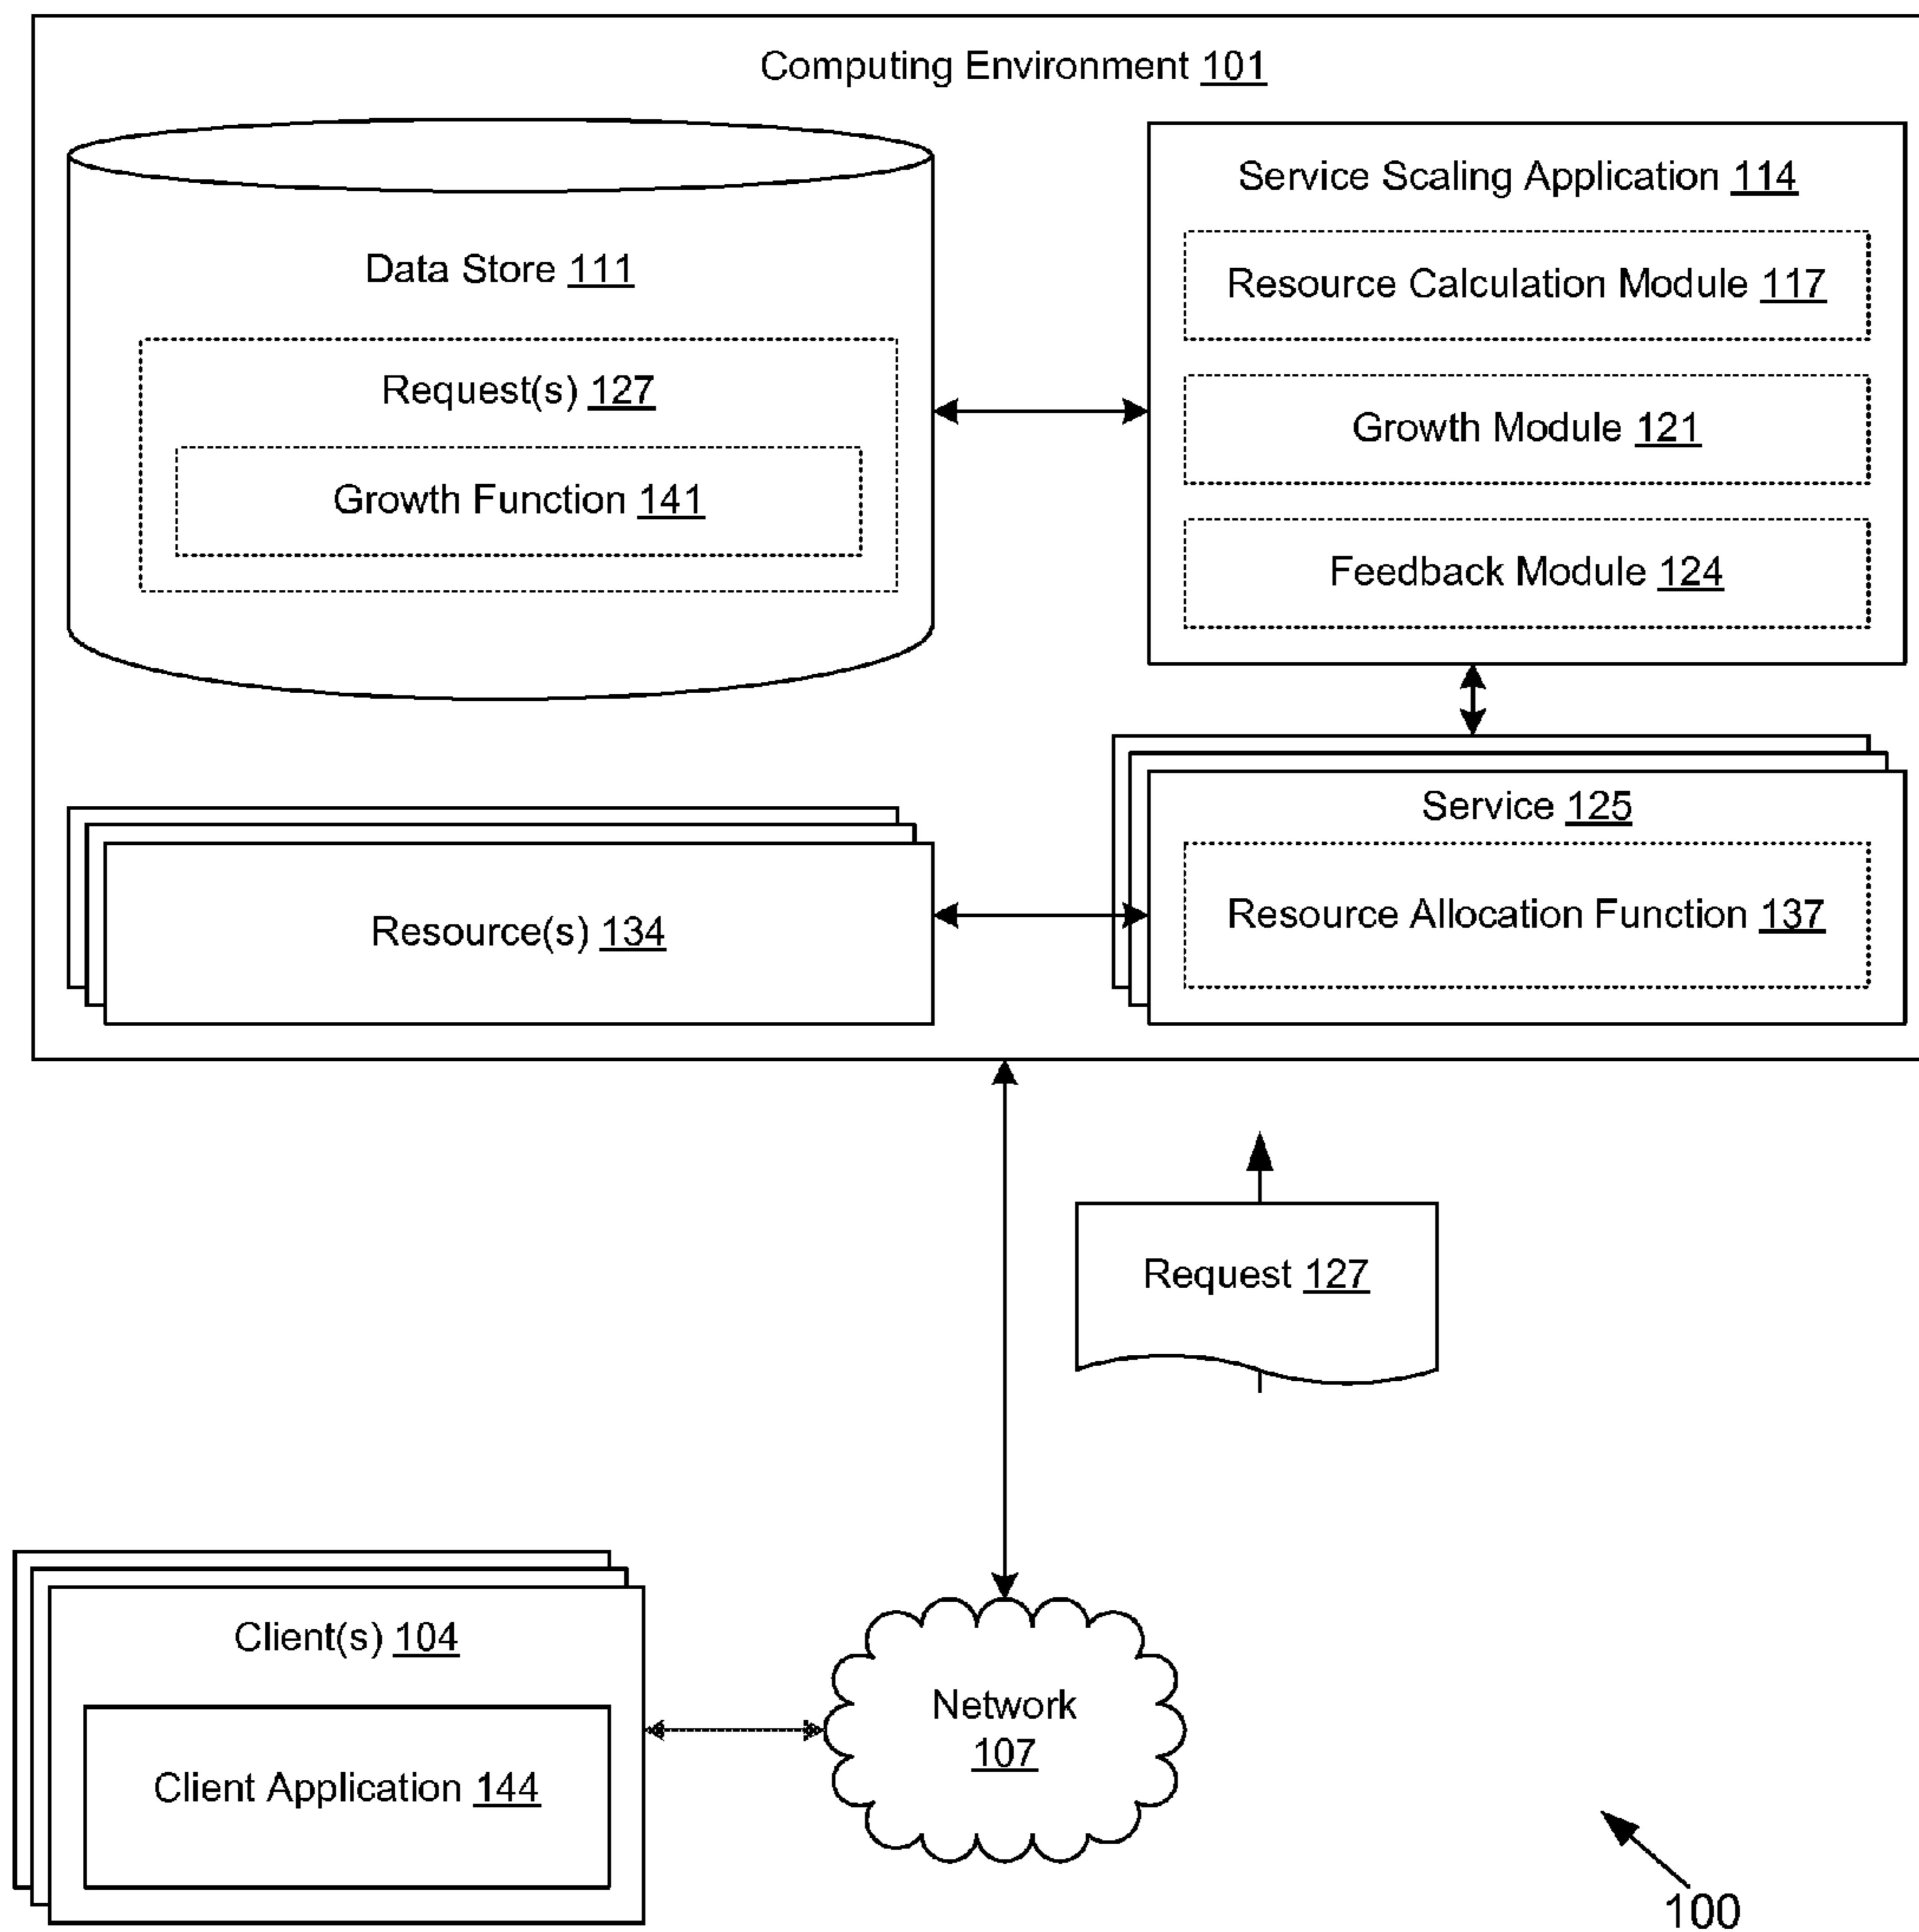 Computing Environment 101
Data Store 111
Request(s) 127
Growth Function 141
Service Scaling Application 114
Resource Calculation Module 117
Growth Module 121
Feedback Module 124
Resource(s) 134
Service 125
Resource Allocation Function 137
Request 127
Client(s) 104
Client Application 144
Network
107
100